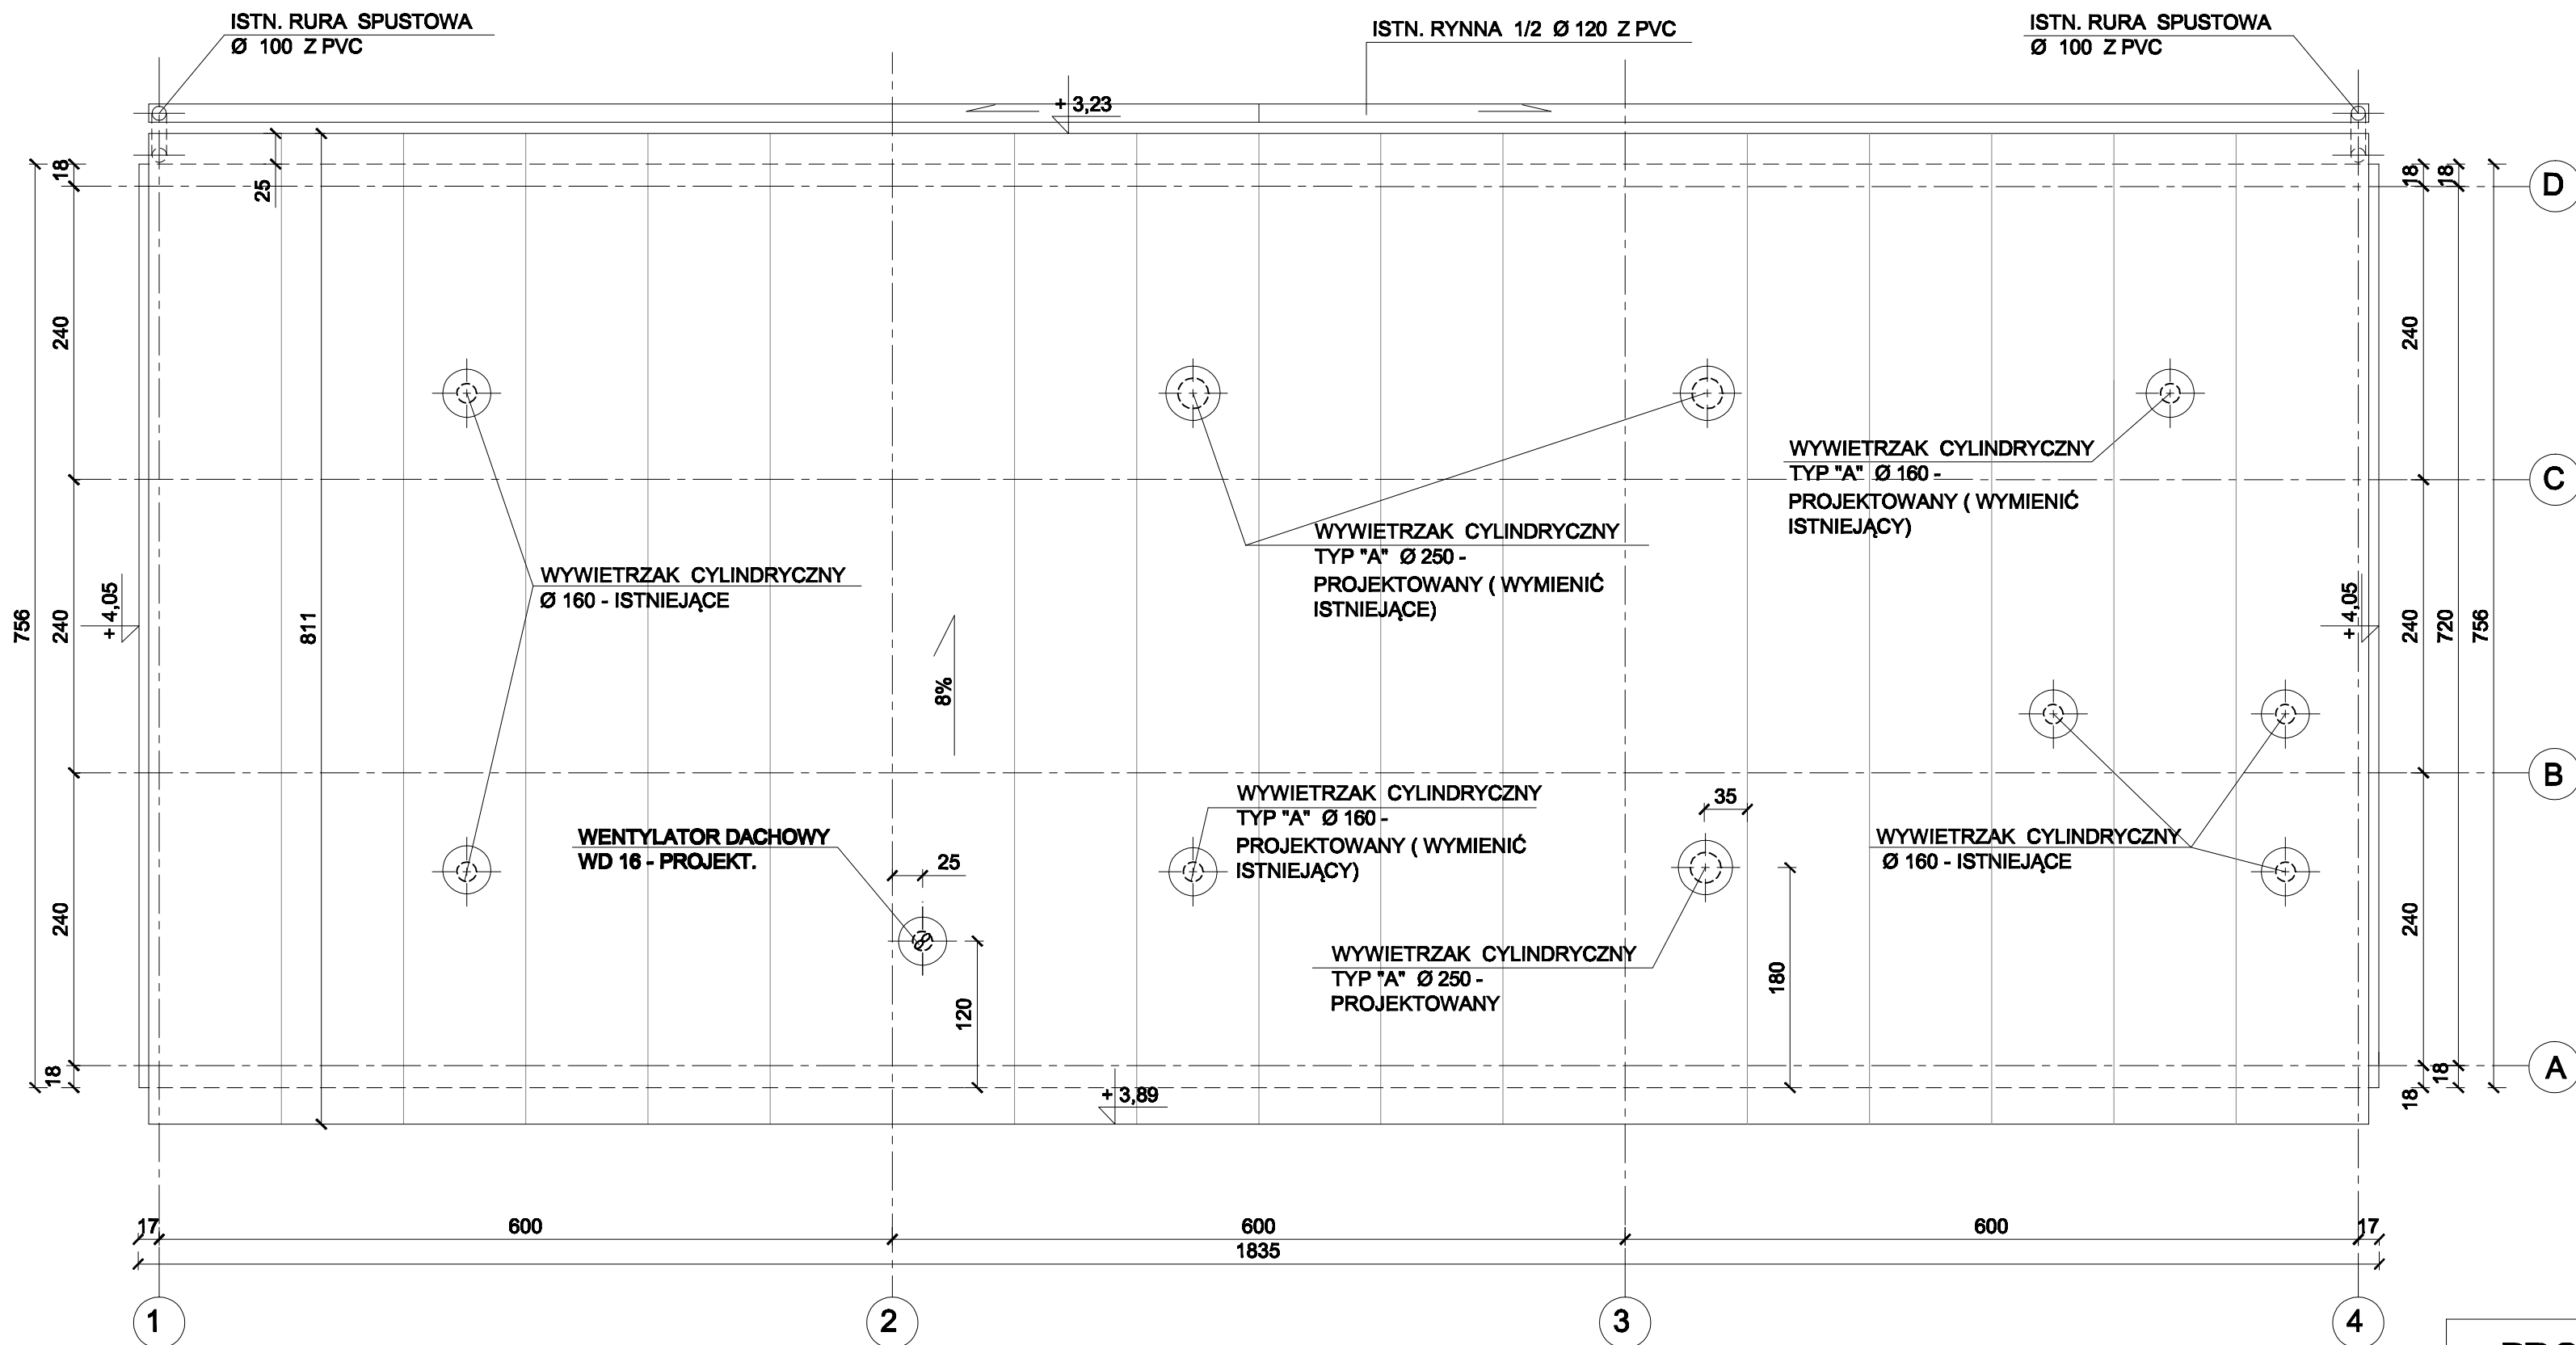 ISTN. RURA SPUSTOWA
Ø 100 Z PVC
ISTN. RYNNA 1/2 Ø 120 Z PVC
ISTN. RURA SPUSTOWA
Ø 100 Z PVC
+ 3,23
18
25
18
18
D
240
240
WYWIETRZAK CYLINDRYCZNY
TYP "A" Ø 160 -
PROJEKTOWANY ( WYMIENIĆ
ISTNIEJĄCY)
C
WYWIETRZAK CYLINDRYCZNY
TYP "A" Ø 250 -
PROJEKTOWANY ( WYMIENIĆ
ISTNIEJĄCE)
WYWIETRZAK CYLINDRYCZNY
Ø 160 - ISTNIEJĄCE
756
240
+ 4,05
811
8%
+ 4,05
240
720
756
B
WYWIETRZAK CYLINDRYCZNY
TYP "A" Ø 160 -
PROJEKTOWANY ( WYMIENIĆ
ISTNIEJĄCY)
35
WENTYLATOR DACHOWY
WD 16 - PROJEKT.
25
WYWIETRZAK CYLINDRYCZNY
Ø 160 - ISTNIEJĄCE
240
240
WYWIETRZAK CYLINDRYCZNY
TYP "A" Ø 250 -
PROJEKTOWANY
120
180
18
+ 3,89
18
18
A
17
600
600
600
17
1835
1
2
3
4